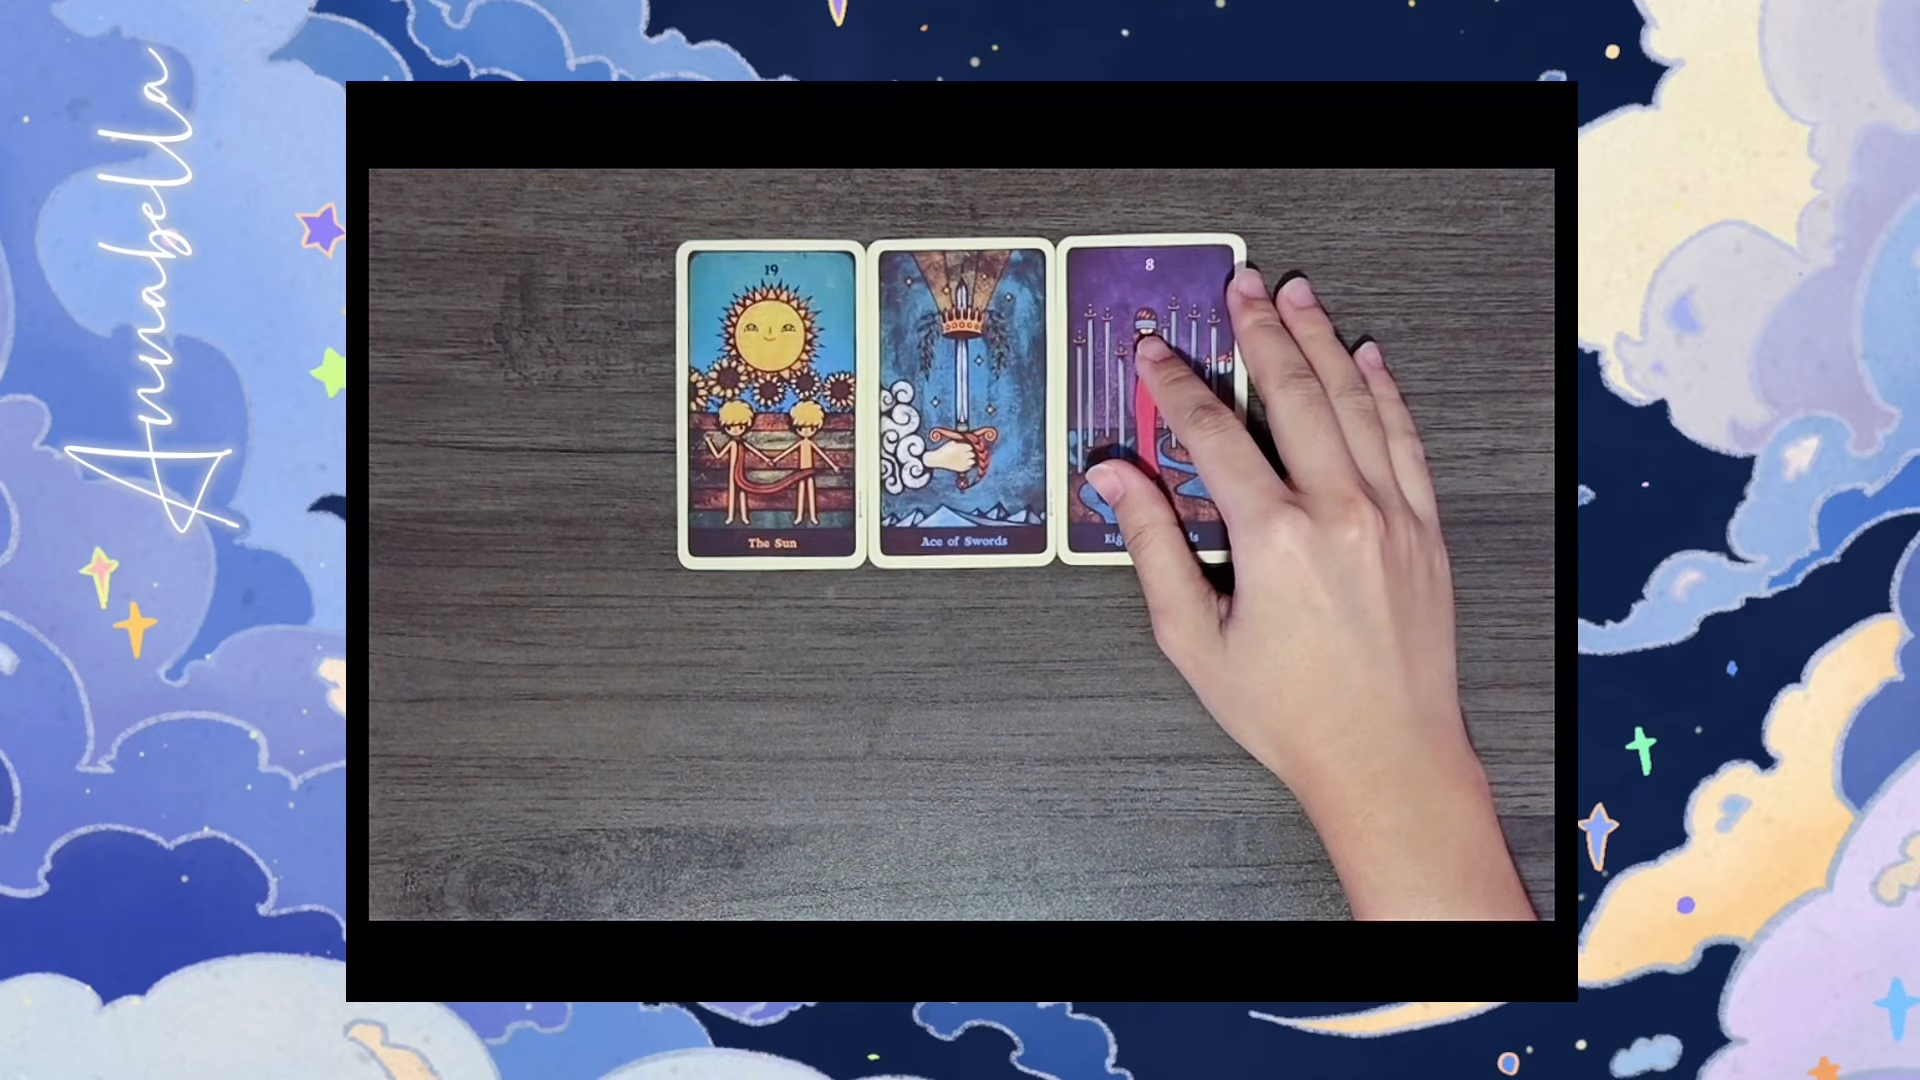 Annabella
19
8
The Sun
Ace of Swords